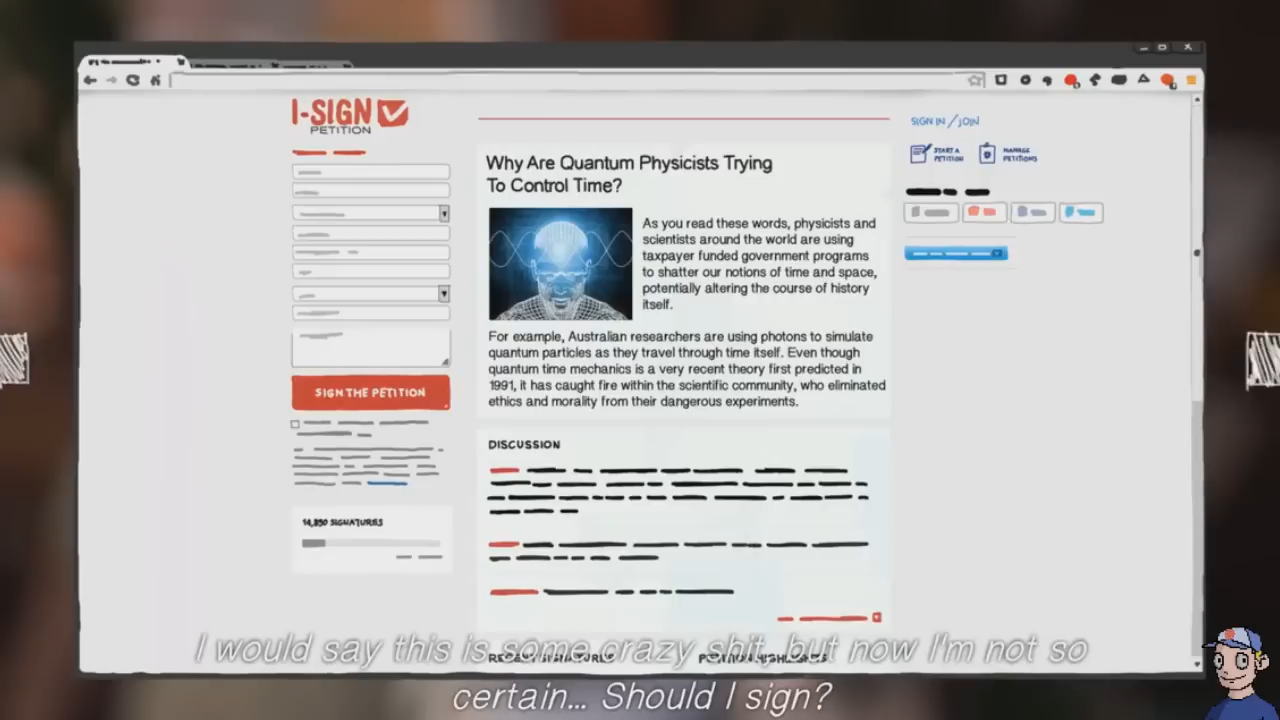 I-SIGN
PETITION
SIGN THE PETITION
14,850 SIGNATURES
Why Are Quantum Physicists Trying
To Control Time?
As you read these words, physicists and
scientists around the world are using
taxpayer funded government programs
to shatter our notions of time and space,
potentially altering the course of history
itself.
For example, Australian researchers are using photons to simulate
quantum particles as they travel through time itself. Even though
quantum time mechanics is a very recent theory first predicted in
1991, it has caught fire within the scientific community, who eliminated
ethics and morality from their dangerous experiments.
DISCUSSION
RECENT SIGNATURES
PETITION HIGHLIGHTS
SIGN IN / JOIN
START A
PETITION
MANAGE
PETITIONS
I would say this is some crazy shit, but now I'm not so
certain... Should I sign?